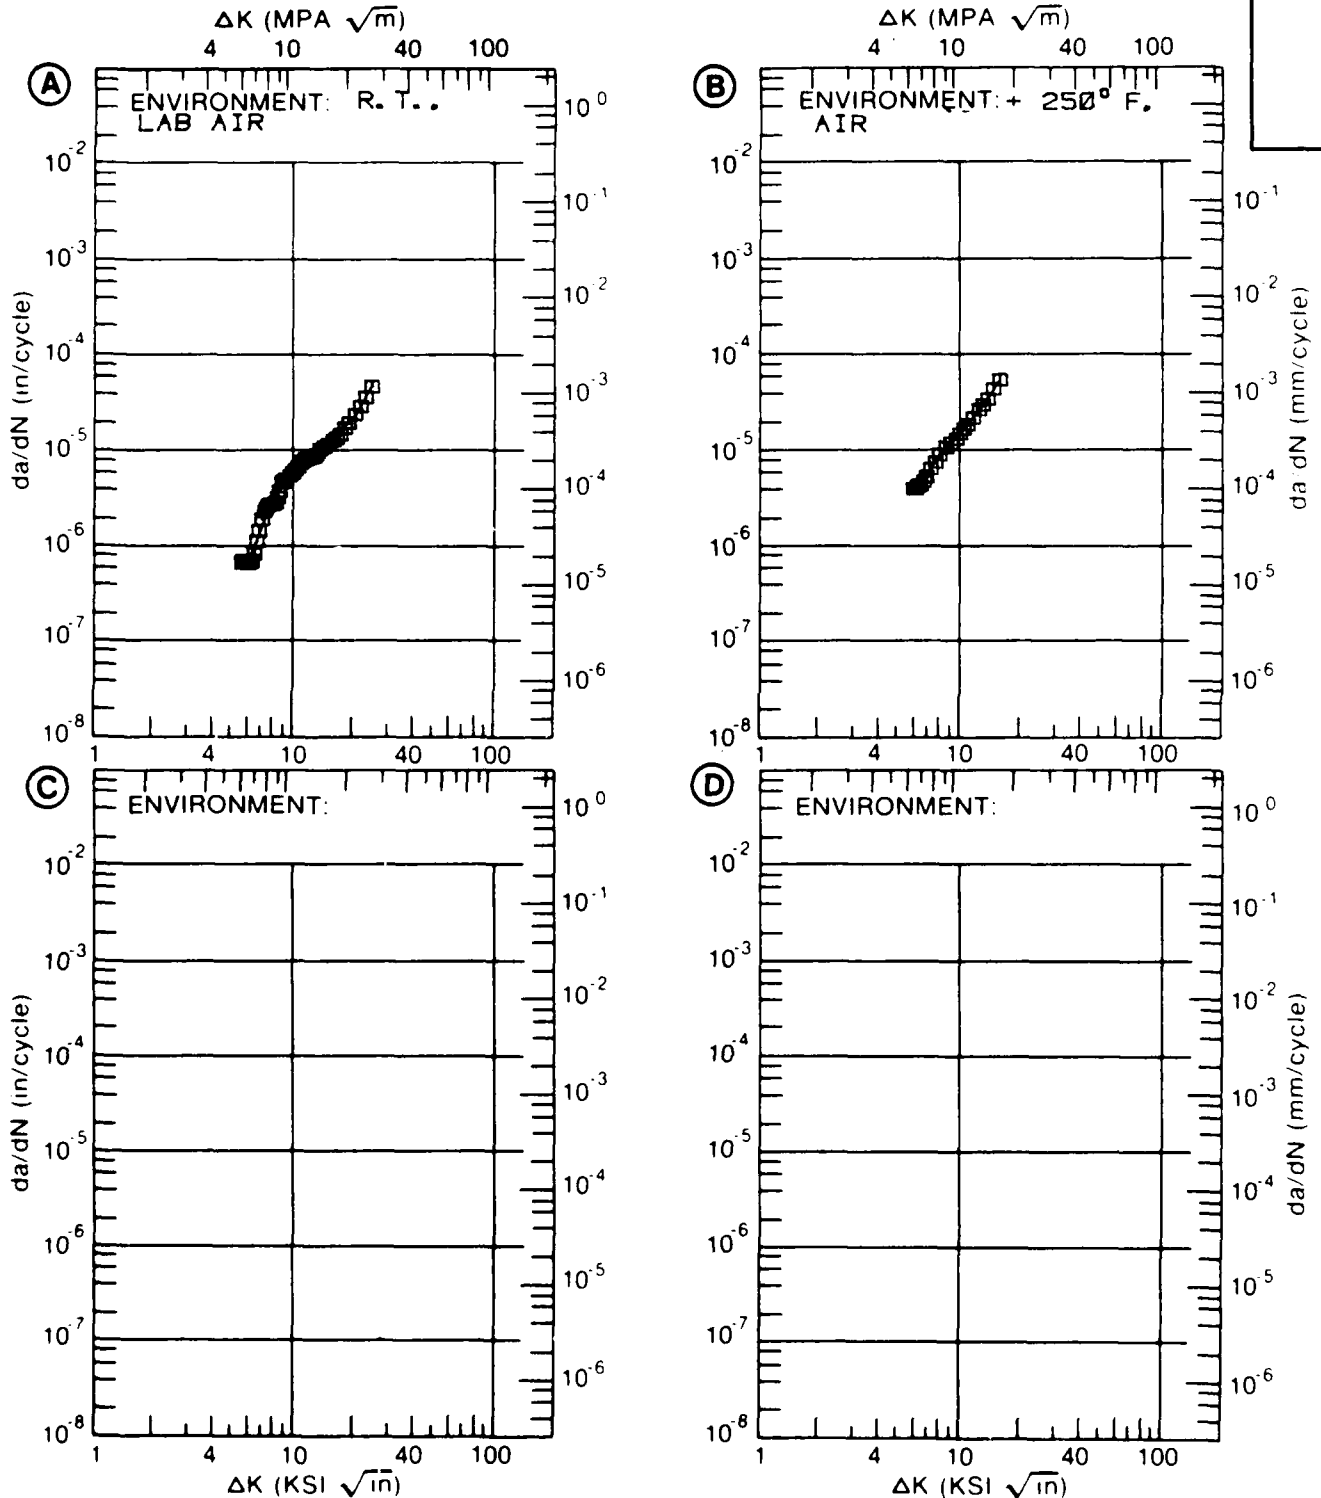 ΔK (MPA √m)
4 10 40 100
A
ENVIRONMENT: R.T..
LAB AIR
10^0
10^-2
10^-1
10^-3
10^-2
10^-4
10^-3
10^-5
10^-4
10^-6
10^-5
10^-7
10^-6
10^-8
da/dN (in/cycle)
1 4 10 40 100
ΔK (MPA √m)
4 10 40 100
B
ENVIRONMENT: + 250° F.
AIR
10^-2
10^-1
10^-3
10^-2
10^-4
10^-3
10^-5
10^-4
10^-6
10^-5
10^-7
10^-6
10^-8
da/dN (mm/cycle)
1 4 10 40 100
C
ENVIRONMENT:
10^0
10^-2
10^-1
10^-3
10^-2
10^-4
10^-3
10^-5
10^-4
10^-6
10^-5
10^-7
10^-6
10^-8
da/dN (in/cycle)
1 4 10 40 100
ΔK (KSI √in)
D
ENVIRONMENT:
10^0
10^-2
10^-1
10^-3
10^-2
10^-4
10^-3
10^-5
10^-4
10^-6
10^-5
10^-7
10^-6
10^-8
da/dN (mm/cycle)
1 4 10 40 100
ΔK (KSI √in)